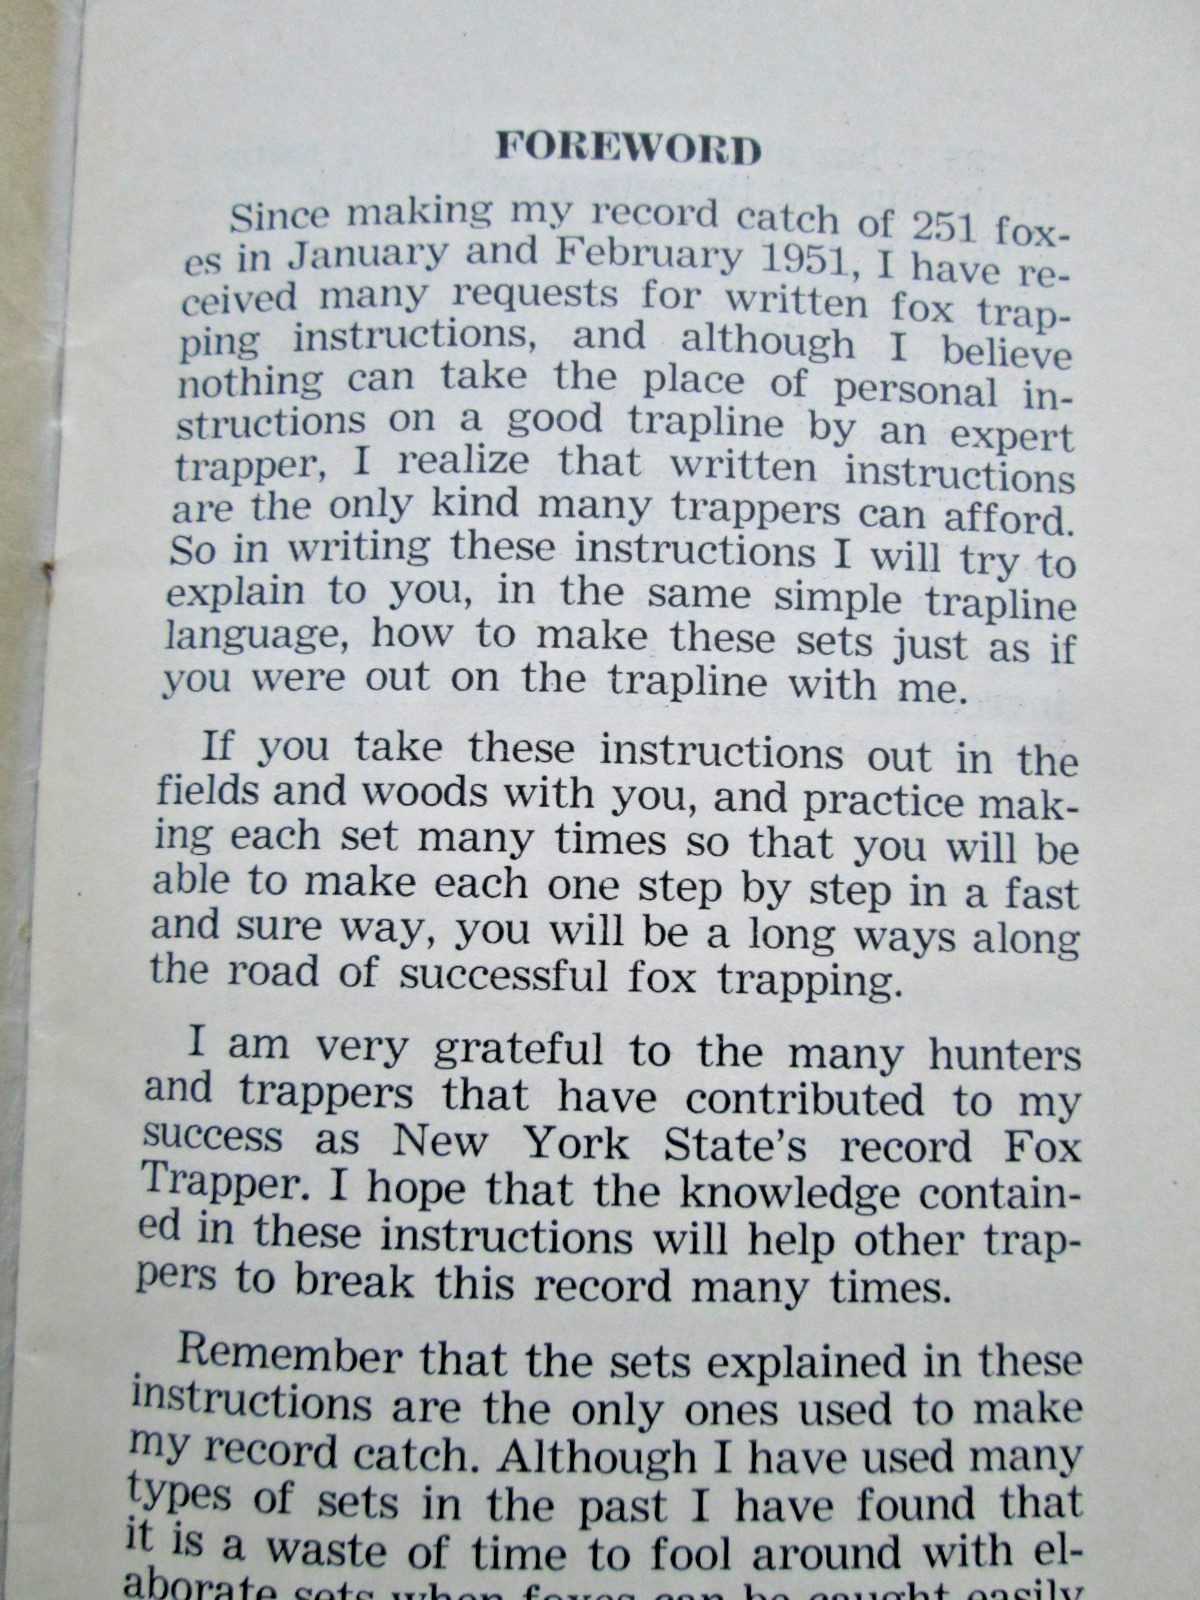 FOREWORD
Since making my record catch of 251 fox-
es in January and February 1951, I have re-
ceived many requests for written fox trap-
ping instructions, and although I believe
nothing can take the place of personal in-
structions on a good trapline by an expert
trapper, I realize that written instructions
are the only kind many trappers can afford.
So in writing these instructions I will try to
explain to you, in the same simple trapline
language, how to make these sets just as if
you were out on the trapline with me.
If you take these instructions out in the
fields and woods with you, and practice mak-
ing each set many times so that you will be
able to make each one step by step in a fast
and sure way, you will be a long ways along
the road of successful fox trapping.
I am very grateful to the many hunters
and trappers that have contributed to my
success as New York State's record Fox
Trapper. I hope that the knowledge contain-
ed in these instructions will help other trap-
pers to break this record many times.
Remember that the sets explained in these
instructions are the only ones used to make
my record catch. Although I have used many
types of sets in the past I have found that
it is a waste of time to fool around with el-
aborate sets when foxes can be caught easily